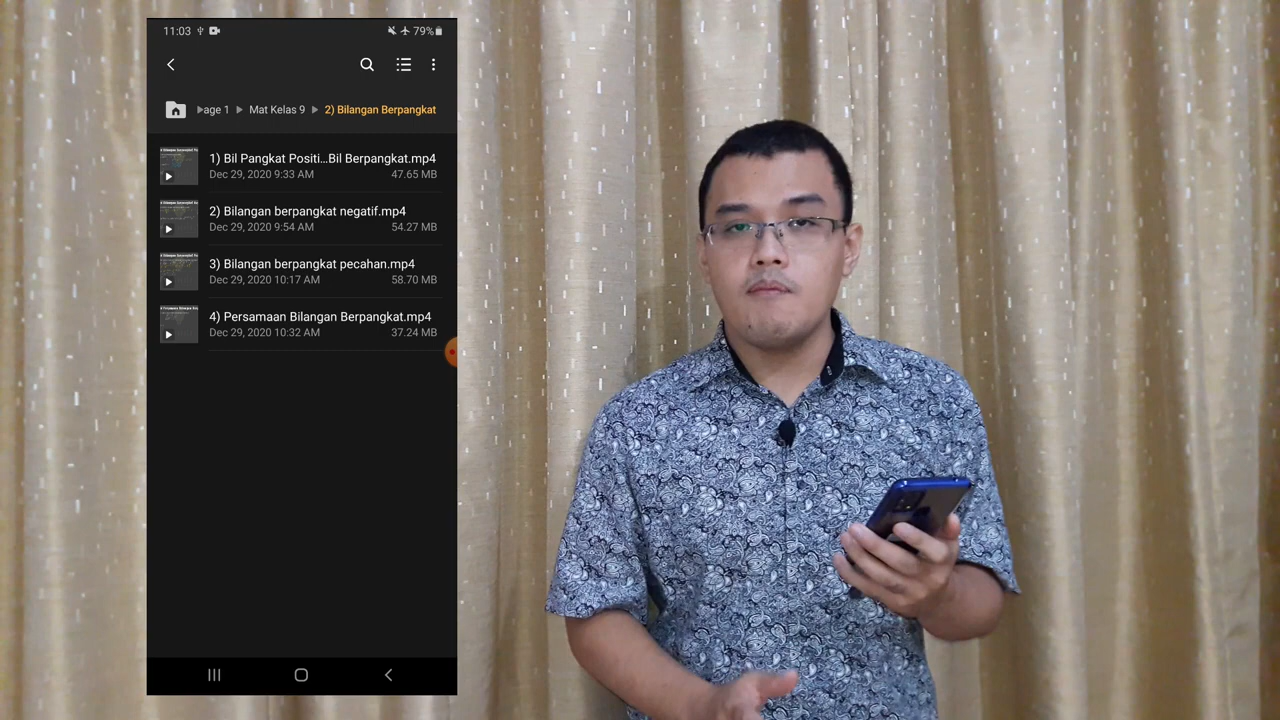 11:03 79%
age 1 Mat Kelas 9 2) Bilangan Berpangkat
1) Bil Pangkat Positi...Bil Berpangkat.mp4
Dec 29, 2020 9:33 AM 47.65 MB
2) Bilangan berpangkat negatif.mp4
Dec 29, 2020 9:54 AM 54.27 MB
3) Bilangan berpangkat pecahan.mp4
Dec 29, 2020 10:17 AM 58.70 MB
4) Persamaan Bilangan Berpangkat.mp4
Dec 29, 2020 10:32 AM 37.24 MB